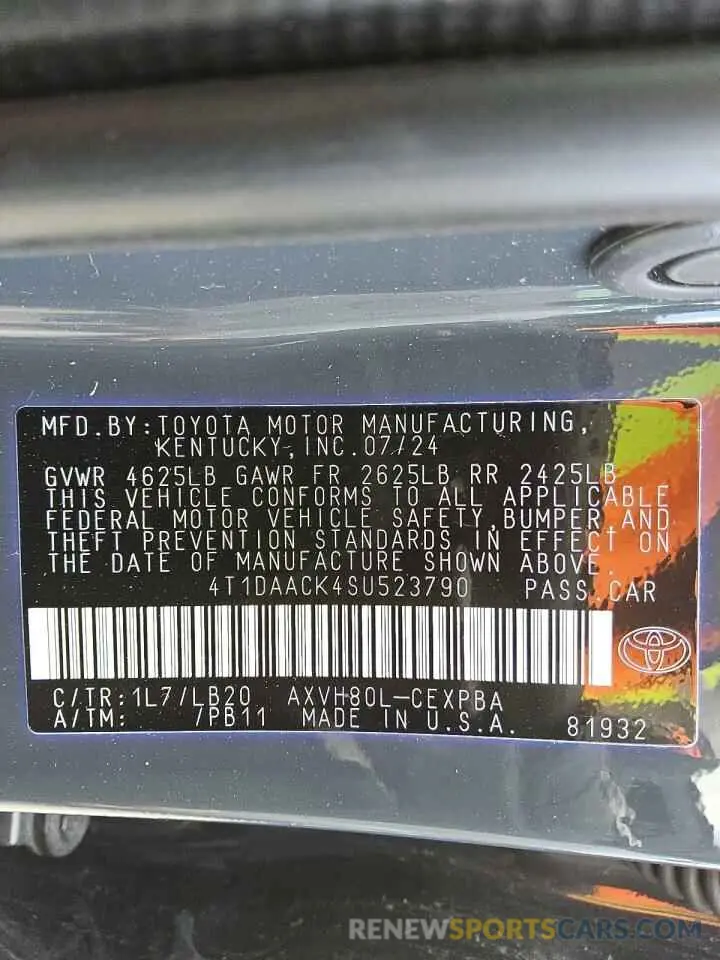 MFD.BY:TOYOTA MOTOR MANUFACTURING,
KENTUCKY, INC. 07/24
GVWR 4625LB GAWR FR 2625LB RR 2425LB
THIS VEHICLE CONFORMS TO ALL APPLICABLE
FEDERAL MOTOR VEHICLE SAFETY, BUMPER, AND
THEFT PREVENTION STANDARDS IN EFFECT ON
THE DATE OF MANUFACTURE SHOWN ABOVE.
4T1DAACK4SU523790 PASS.CAR
C/TR:1L7/LB20 AXVH80L-CEXPBA
A/TM: /PB11 MADE IN U.S.A. 81932
RENEWSPORTSCARS.COM